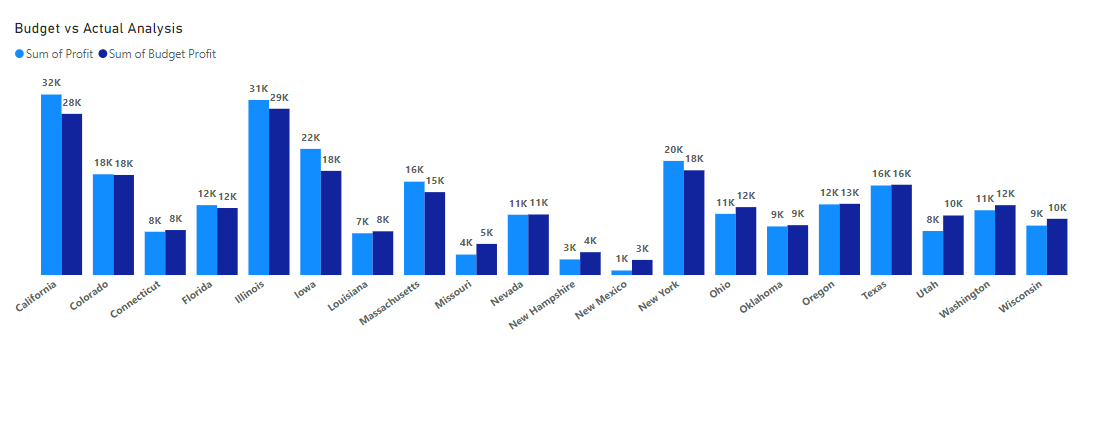 Budget vs Actual Analysis
Sum of Profit Sum of Budget Profit
32K 28K 18K 18K 8K 8K 12K 12K 31K 29K 22K 18K 7K 8K 16K 15K 4K 5K 11K 11K 3K 4K 1K 3K 20K 18K 11K 12K 9K 9K 12K 13K 16K 16K 8K 10K 11K 12K 9K 10K
California Colorado Connecticut Florida Illinois Iowa Louisiana Massachusetts Missouri Nevada New Hampshire New Mexico New York Ohio Oklahoma Oregon Texas Utah Washington Wisconsin